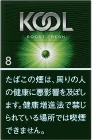 KOOL
BOOST FRESH
8
たばこの煙は、周りの人
の健康に悪影響を及ぼし
ます。健康増進法で禁じ
られている場所では喫煙
できません。